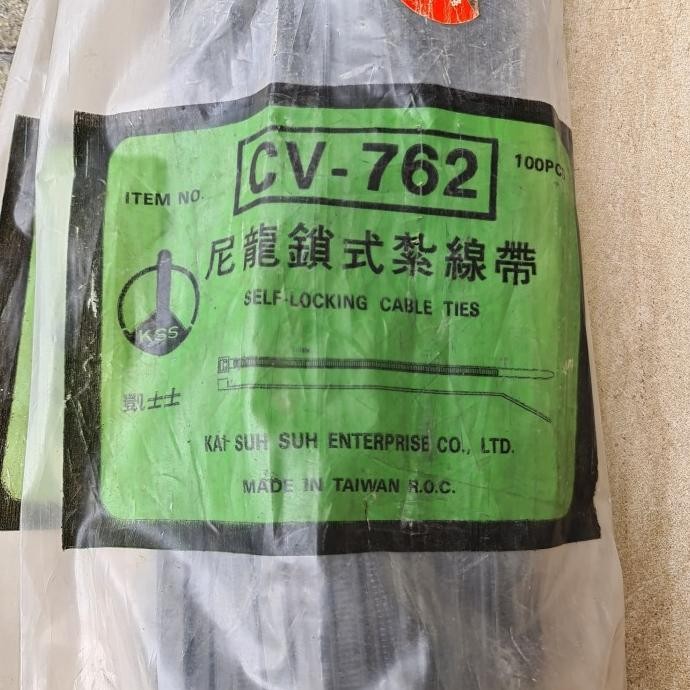 ITEM NO.
CV-762
100PCS
尼龍鎖式紮線帶
SELF-LOCKING CABLE TIES
KSS
凱士士
KAI SUH SUH ENTERPRISE CO., LTD.
MADE IN TAIWAN R.O.C.